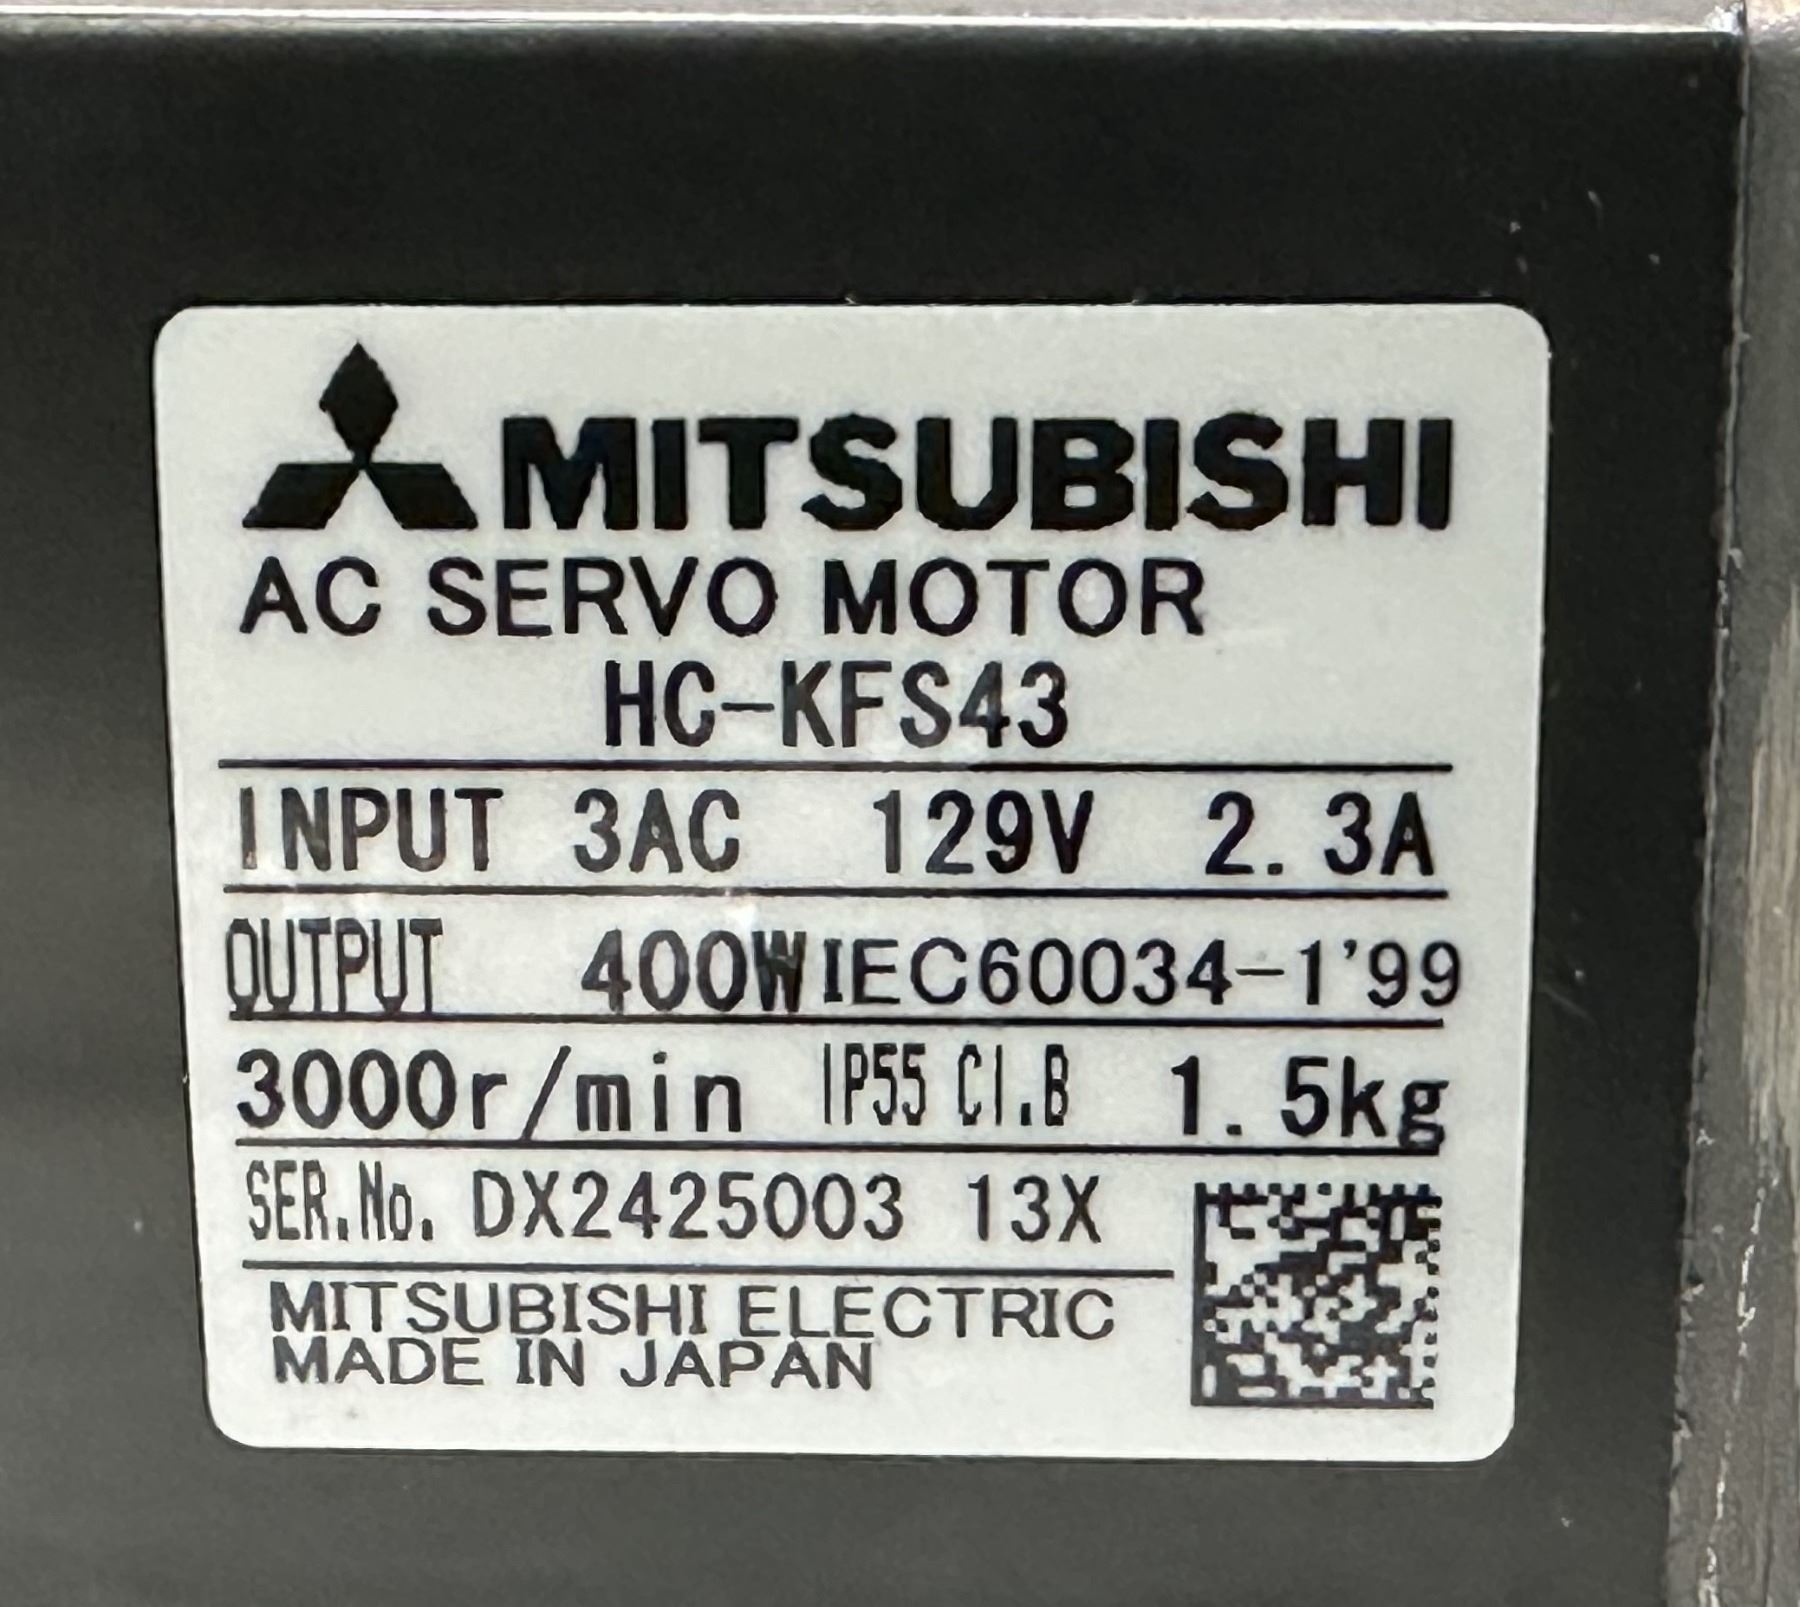 MITSUBISHI
AC SERVO MOTOR
HC-KFS43
INPUT 3AC 129V 2.3A
OUTPUT 400W IEC60034-1'99
3000r/min IP55 CI.B 1.5kg
SER.No. DX2425003 13X
MITSUBISHI ELECTRIC
MADE IN JAPAN